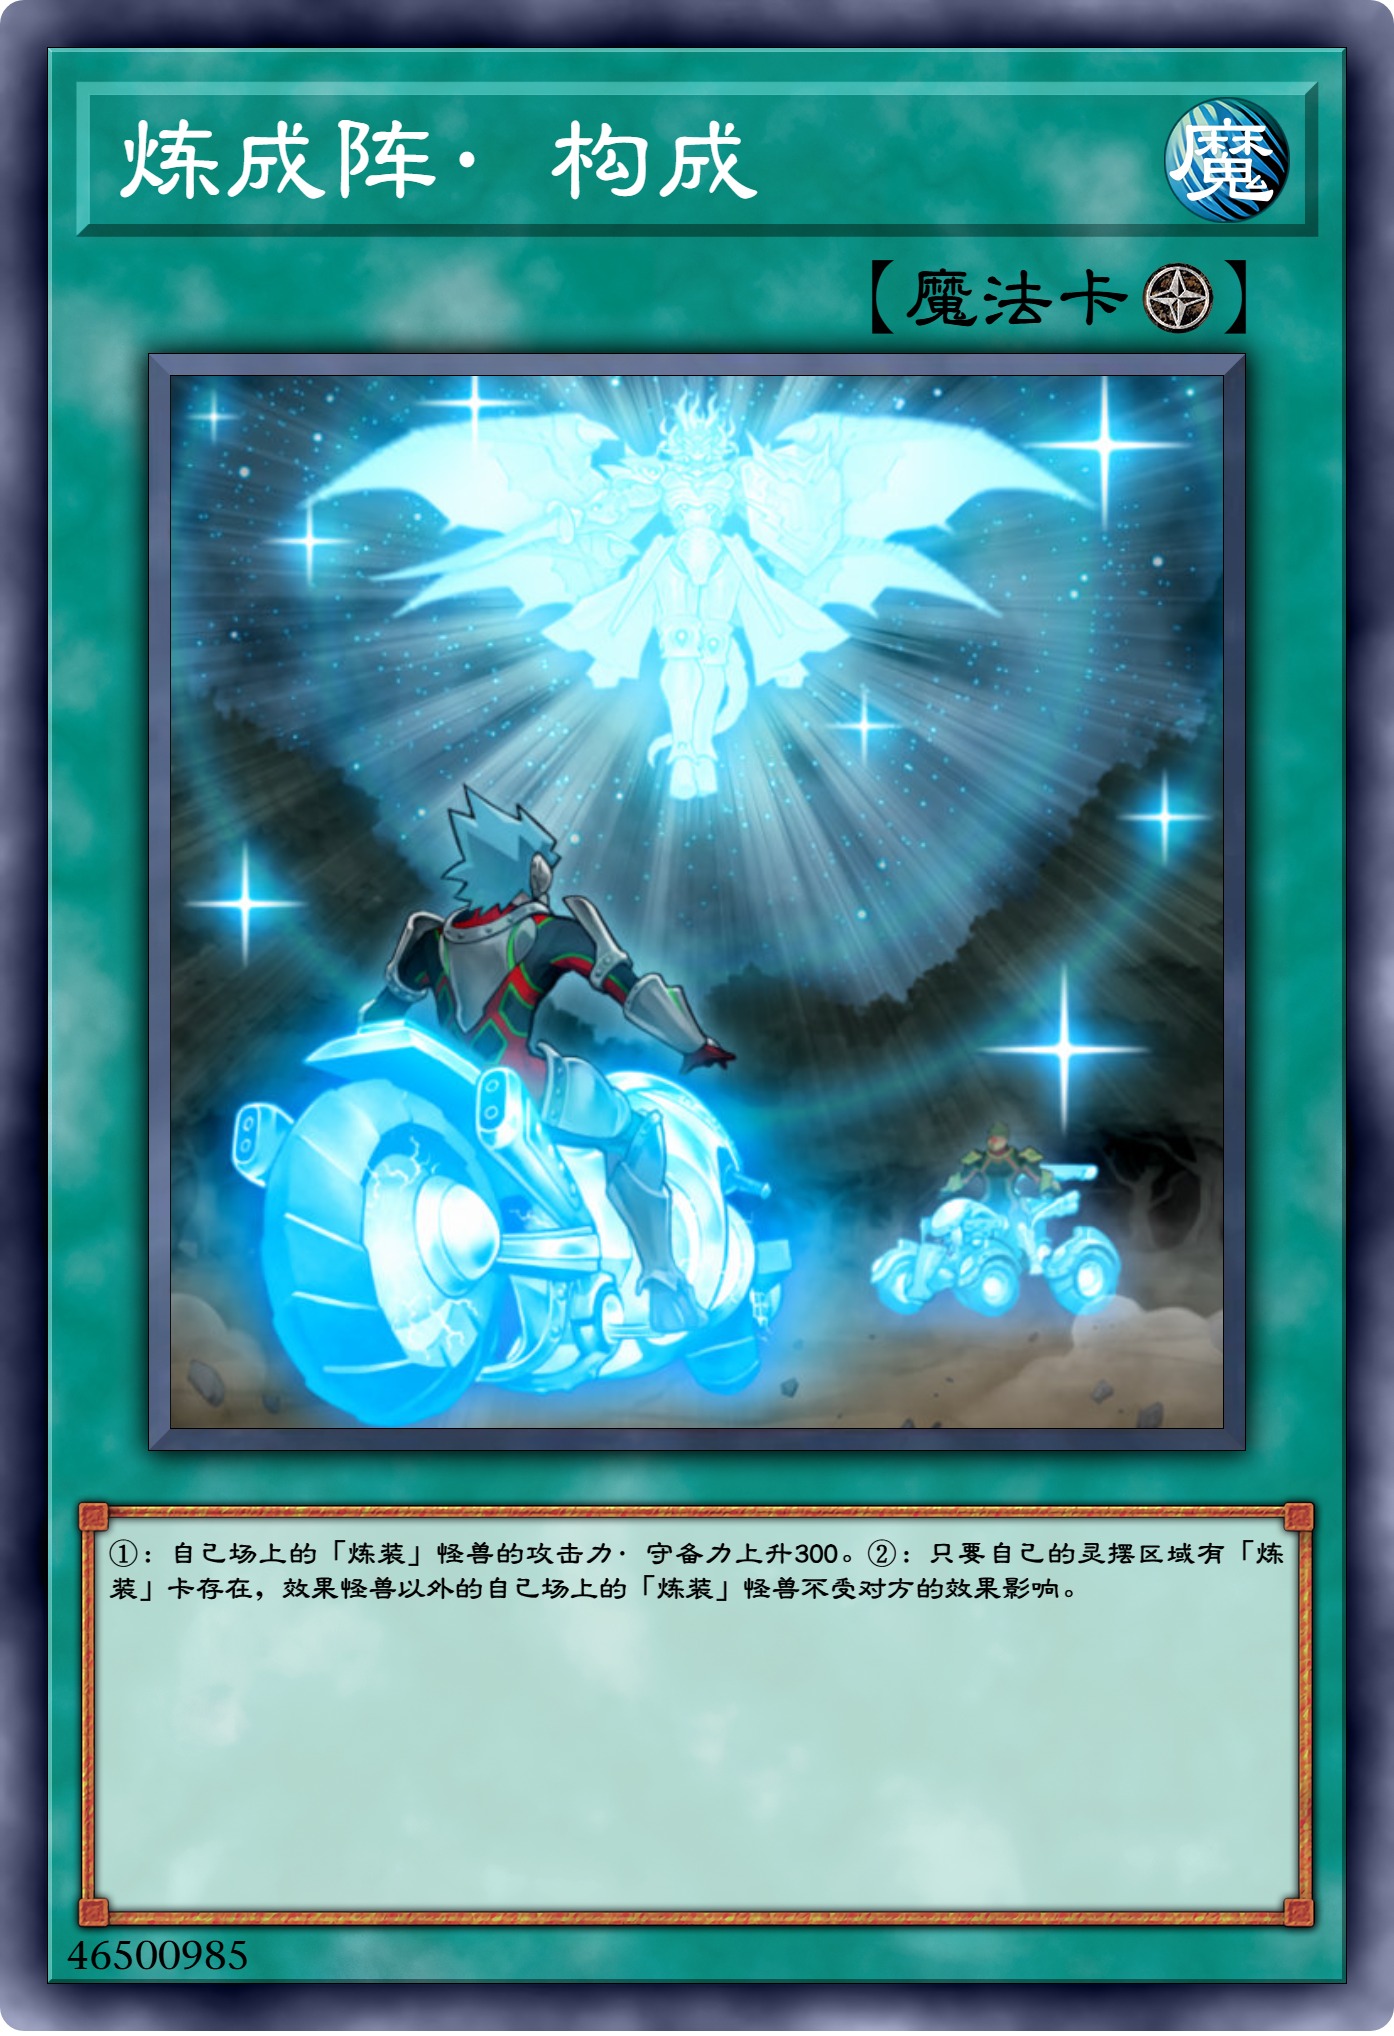 炼成阵·构成
魔
【魔法卡】
①：自己场上的「炼装」怪兽的攻击力·守备力上升300。②：只要自己的灵摆区域有「炼
装」卡存在，效果怪兽以外的自己场上的「炼装」怪兽不受对方的效果影响。
46500985